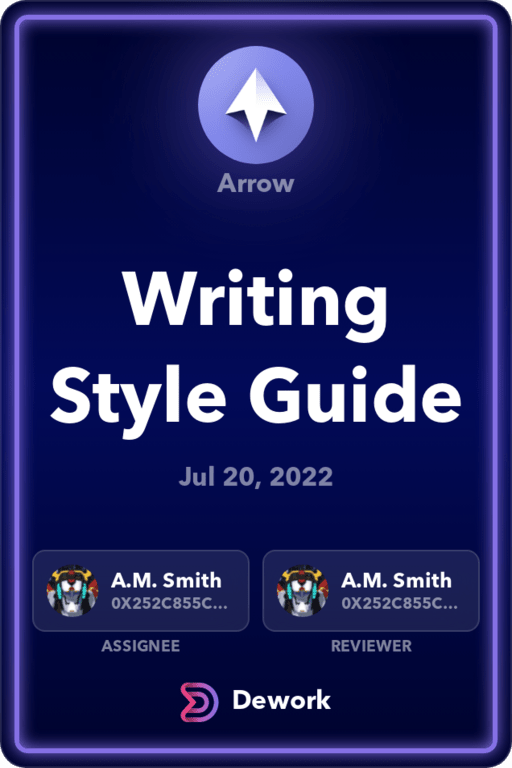 Arrow
Writing
Style Guide
Jul 20, 2022
A.M. Smith
0X252C855C...
ASSIGNEE
A.M. Smith
0X252C855C...
REVIEWER
Dework